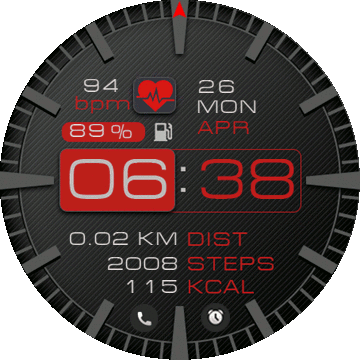 94
bpm
26
MON
APR
89 %
06:38
0.02 KM DIST
2008 STEPS
115 KCAL